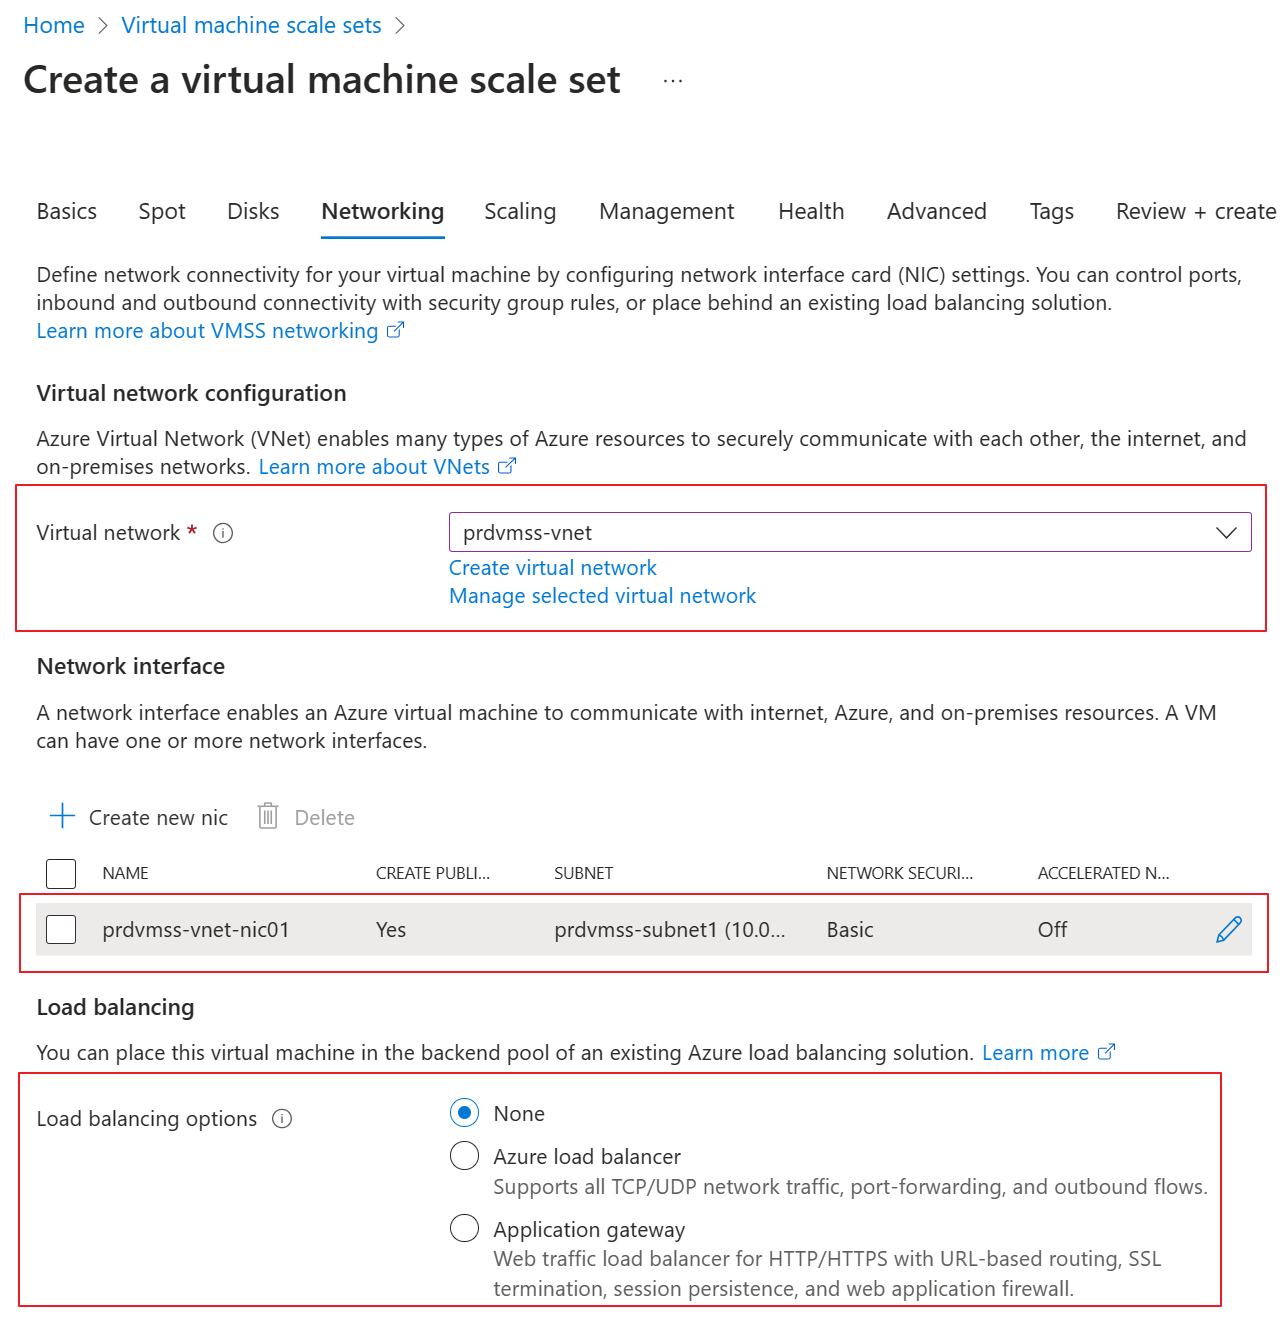 Home > Virtual machine scale sets >
Create a virtual machine scale set ...
Basics Spot Disks Networking Scaling Management Health Advanced Tags Review + create
Define network connectivity for your virtual machine by configuring network interface card (NIC) settings. You can control ports,
inbound and outbound connectivity with security group rules, or place behind an existing load balancing solution.
Learn more about VMSS networking
Virtual network configuration
Azure Virtual Network (VNet) enables many types of Azure resources to securely communicate with each other, the internet, and
on-premises networks. Learn more about VNets
Virtual network * prdvmss-vnet
Create virtual network
Manage selected virtual network
Network interface
A network interface enables an Azure virtual machine to communicate with internet, Azure, and on-premises resources. A VM
can have one or more network interfaces.
Create new nic Delete
NAME CREATE PUBLI... SUBNET NETWORK SECURI... ACCELERATED N...
prdvmss-vnet-nic01 Yes prdvmss-subnet1 (10.0... Basic Off
Load balancing
You can place this virtual machine in the backend pool of an existing Azure load balancing solution. Learn more
Load balancing options None
Azure load balancer
Supports all TCP/UDP network traffic, port-forwarding, and outbound flows.
Application gateway
Web traffic load balancer for HTTP/HTTPS with URL-based routing, SSL
termination, session persistence, and web application firewall.